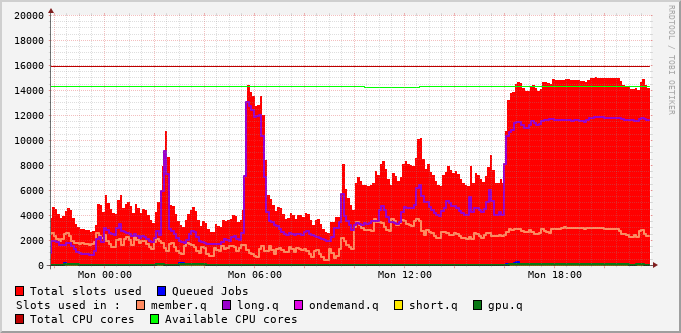 20000
18000
16000
14000
12000
10000
8000
6000
4000
2000
0
Mon 00:00 Mon 06:00 Mon 12:00 Mon 18:00
Total slots used Queued Jobs
Slots used in : member.q long.q ondemand.q short.q gpu.q
Total CPU cores Available CPU cores
RRDTOOL / TOBI OETIKER